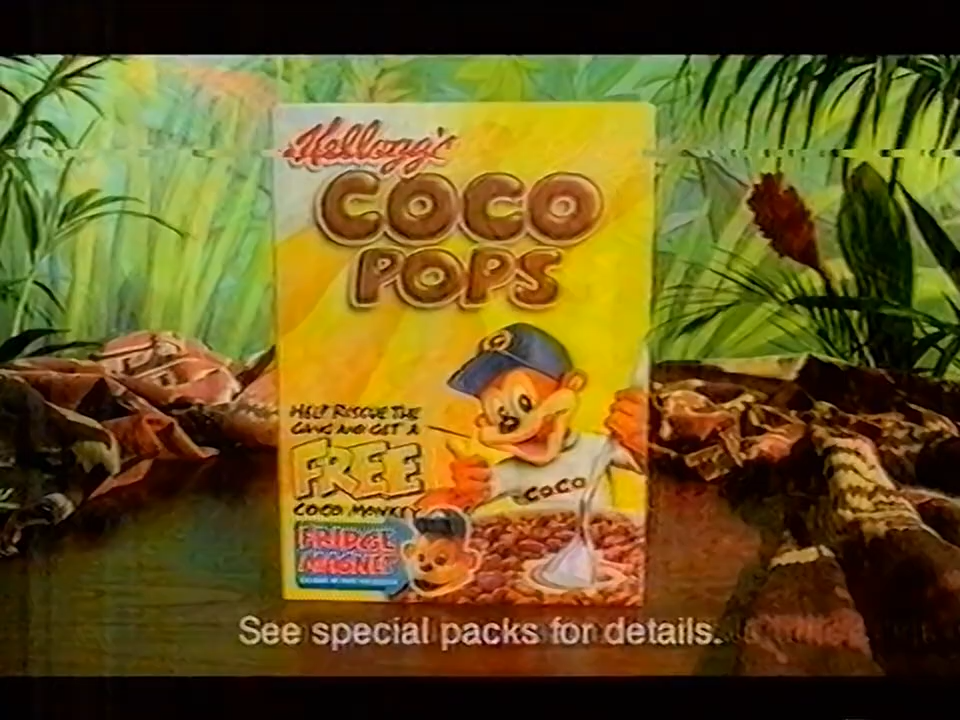 Kellogg's
COCO
POPS
HELP RESCUE THE
GANG AND GET A
FREE
COCO MONKEY
FRIDGE
MAGNET
COCO
See special packs for details.